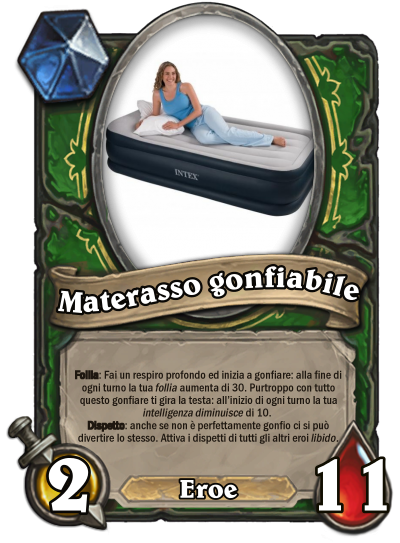 INTEX
Materasso gonfiabile
Follia: Fai un respiro profondo ed inizia a gonfiare: alla fine di
ogni turno la tua follia aumenta di 30. Purtroppo con tutto
questo gonfiare ti gira la testa: all'inizio di ogni turno la tua
intelligenza diminuisce di 10.
Dispetto: anche se non è perfettamente gonfio ci si può
divertire lo stesso. Attiva i dispetti di tutti gli altri eroi libido.
2
Eroe
11